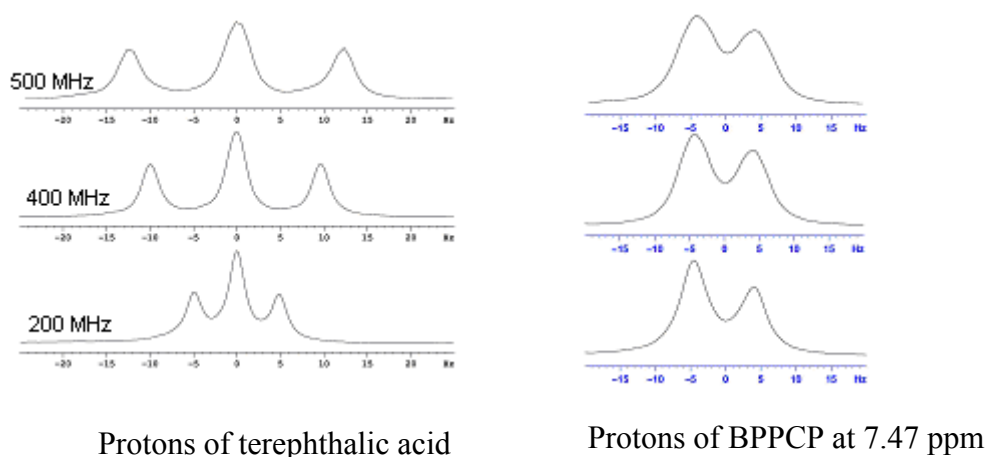 500 MHz
-20 -15 -10 -5 0 5 10 15 20 Hz
-15 -10 -5 0 5 10 15 Hz
400 MHz
-20 -15 -10 -5 0 5 10 15 20 Hz
-15 -10 -5 0 5 10 15 Hz
200 MHz
-20 -15 -10 -5 0 5 10 15 20 Hz
-15 -10 -5 0 5 10 15 Hz
Protons of terephthalic acid
Protons of BPPCP at 7.47 ppm